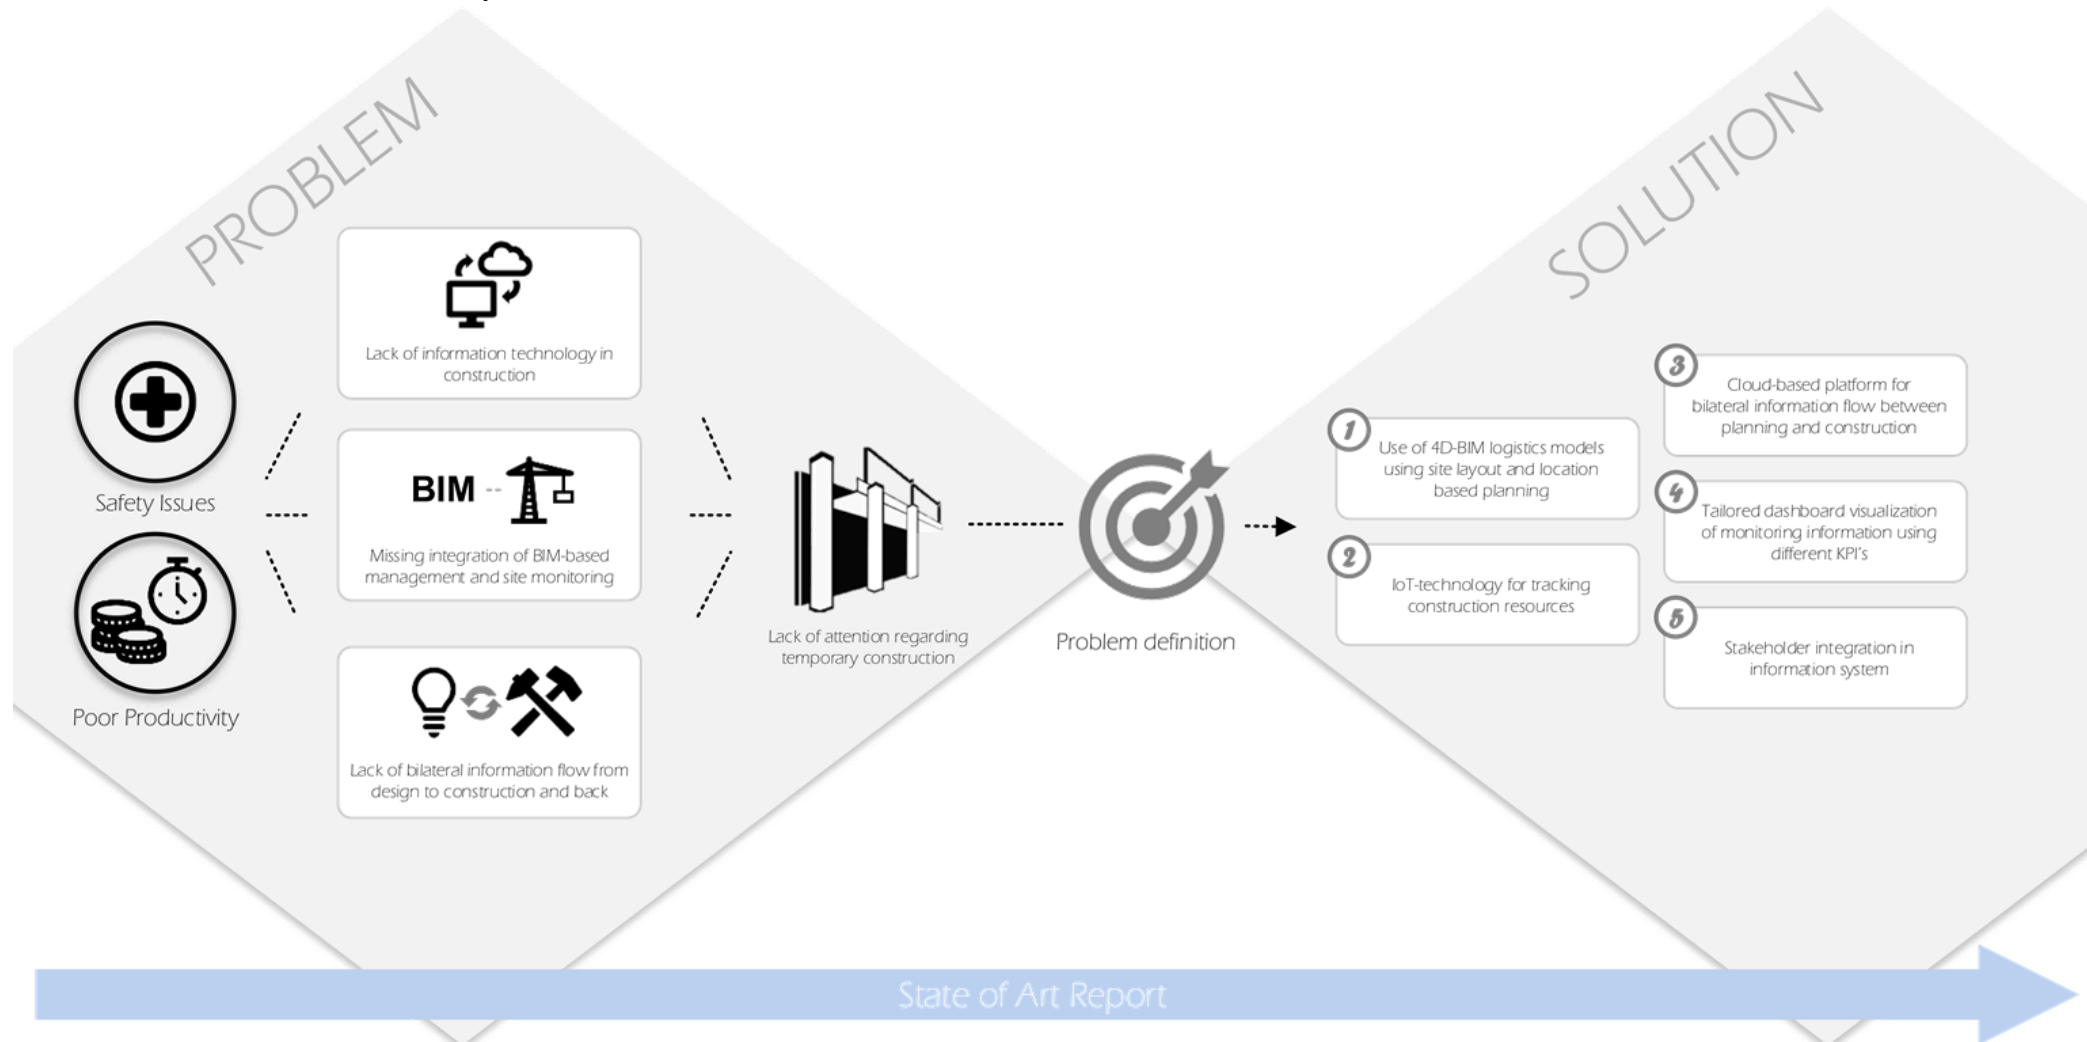 PROBLEM
Safety Issues
Poor Productivity
Lack of information technology in
construction
BIM
Missing integration of BIM-based
management and site monitoring
Lack of bilateral information flow from
design to construction and back
Lack of attention regarding
temporary construction
Problem definition
SOLUTION
1
Use of 4D-BIM logistics models
using site layout and location
based planning
2
IoT-technology for tracking
construction resources
3
Cloud-based platform for
bilateral information flow between
planning and construction
4
Tailored dashboard visualization
of monitoring information using
different KPI's
5
Stakeholder integration in
information system
State of Art Report